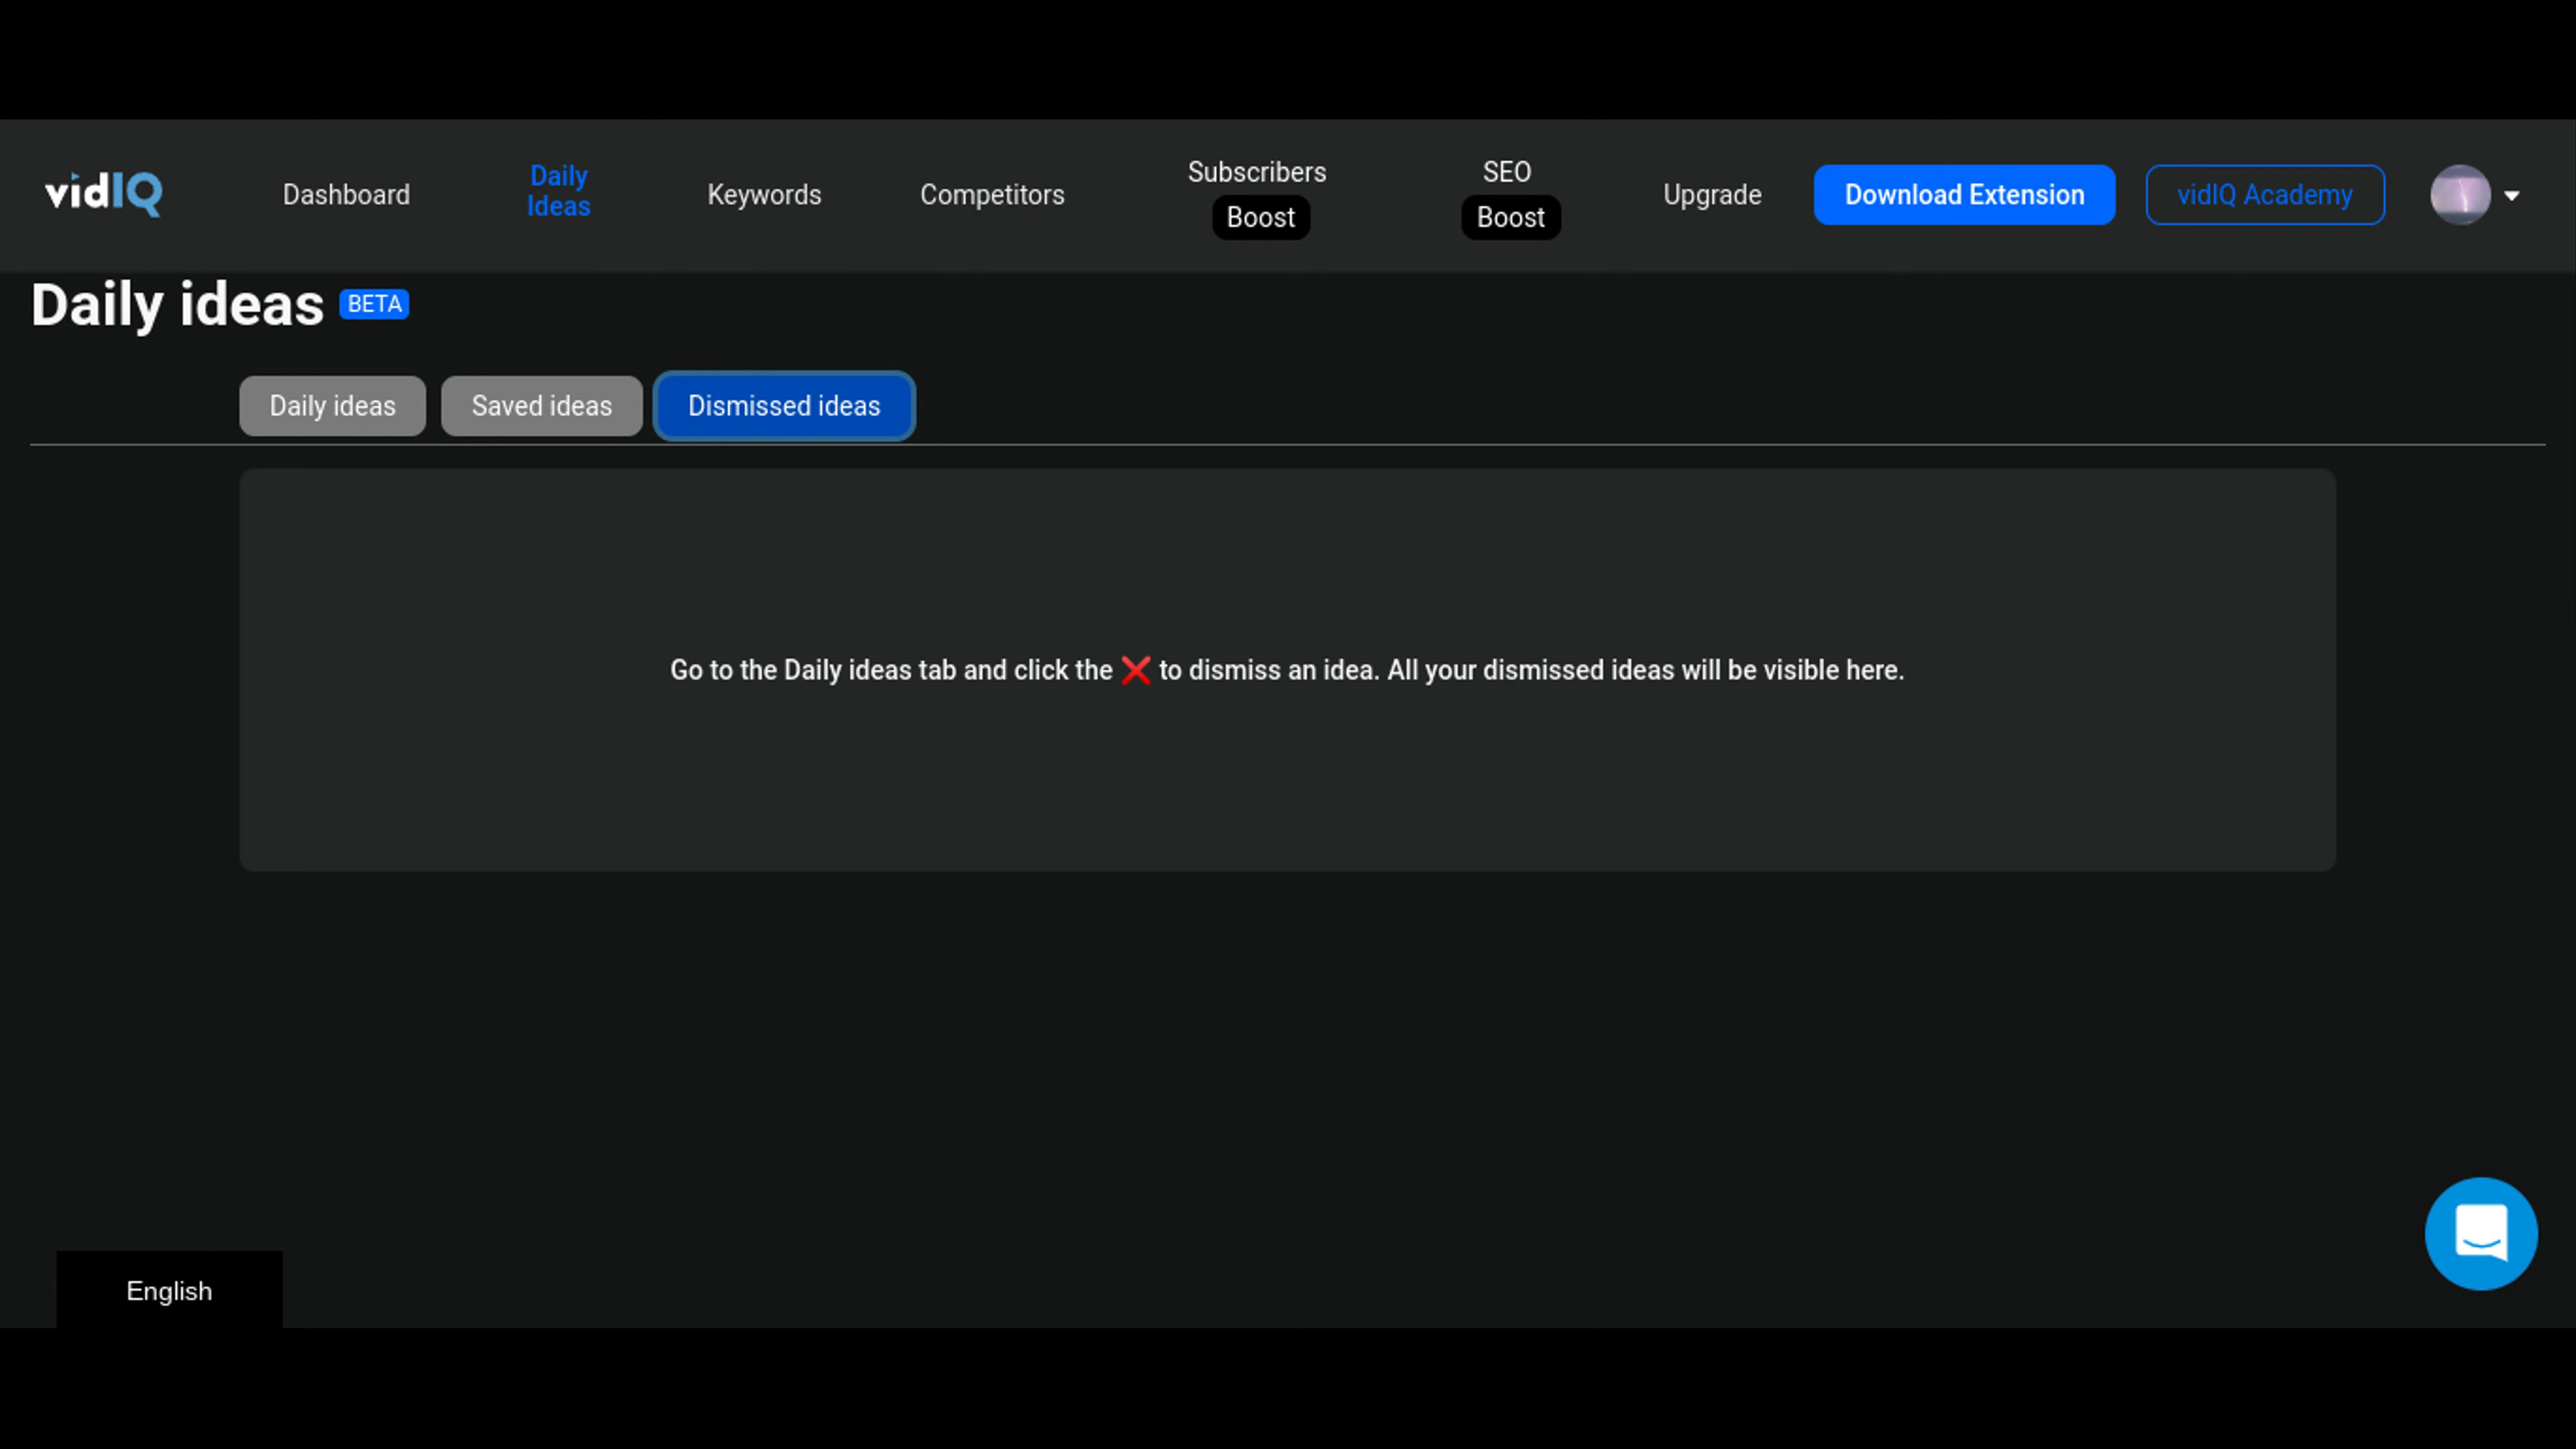 vidIQ
Dashboard
Daily
Ideas
Keywords
Competitors
Subscribers
Boost
SEO
Boost
Upgrade
Download Extension
vidIQ Academy
Daily ideas BETA
Daily ideas
Saved ideas
Dismissed ideas
Go to the Daily ideas tab and click the ❌ to dismiss an idea. All your dismissed ideas will be visible here.
English